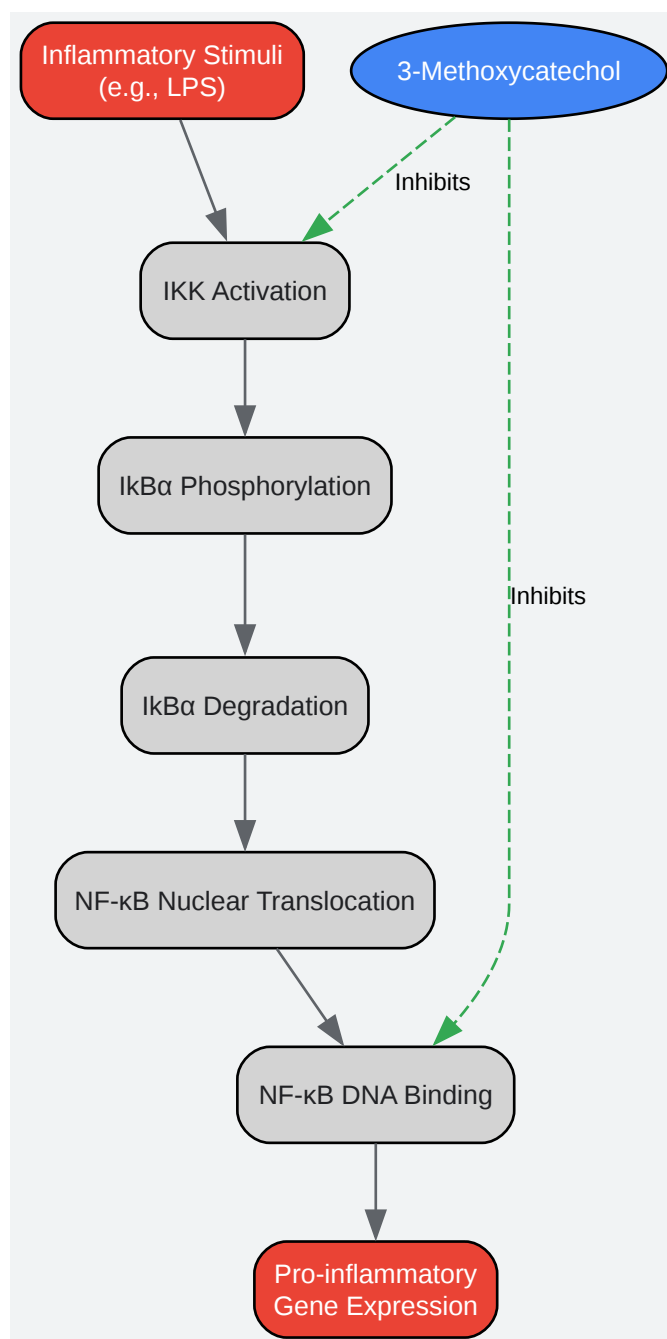 Inflammatory Stimuli
(e.g., LPS)
3-Methoxycatechol
Inhibits
IKK Activation
IkBα Phosphorylation
Inhibits
IkBα Degradation
NF-κB Nuclear Translocation
NF-κB DNA Binding
Pro-inflammatory
Gene Expression